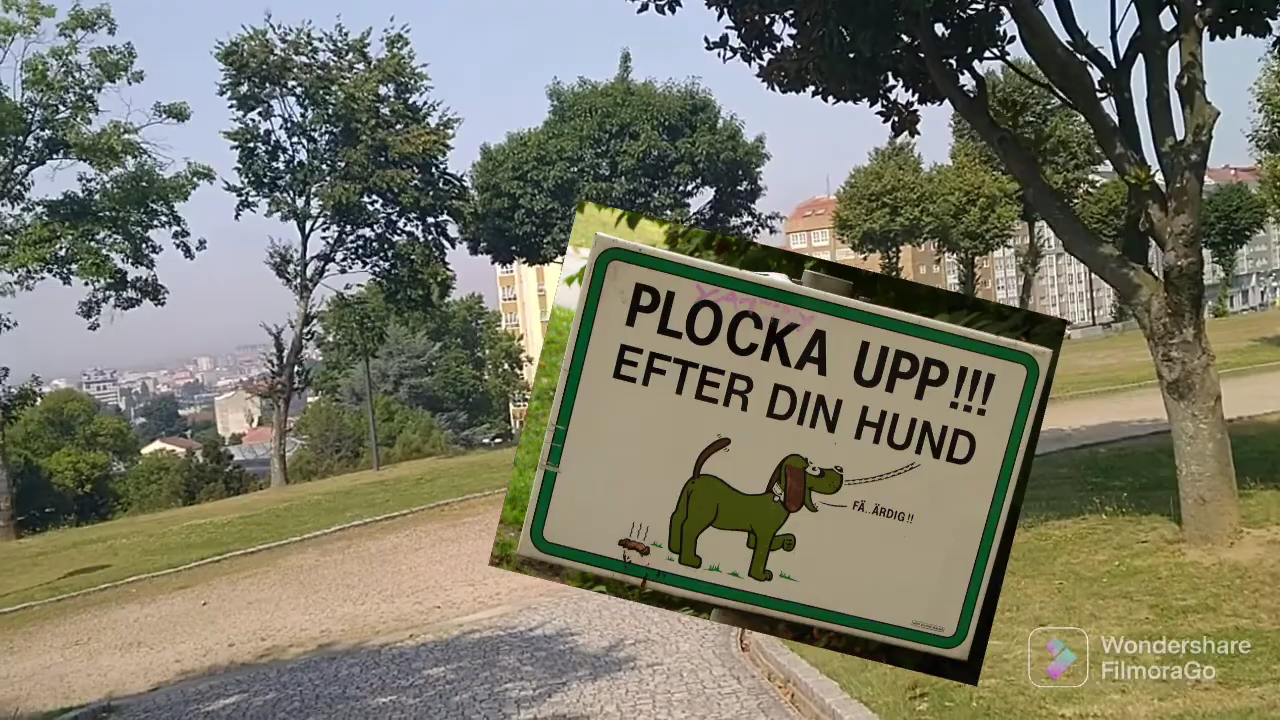 PLOCKA UPP!!!
EFTER DIN HUND
FÄ..ÄRDIG!!
Wondershare
FilmoraGo